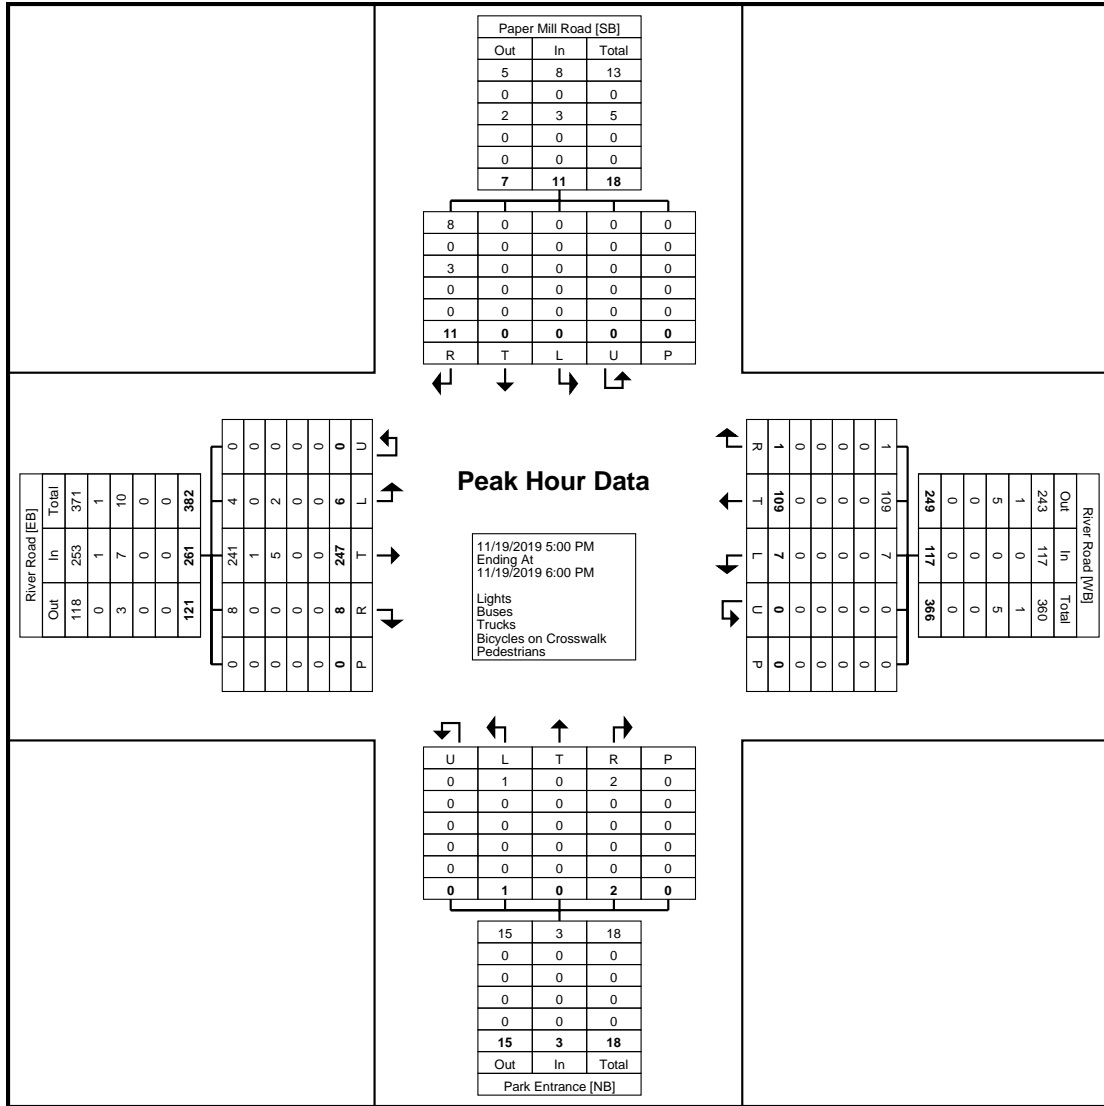 Paper Mill Road [SB]
Out In Total
5 8 13
0 0 0
2 3 5
0 0 0
0 0 0
7 11 18
8 0 0 0 0
0 0 0 0 0
3 0 0 0 0
0 0 0 0 0
0 0 0 0 0
11 0 0 0 0
R T L U P
River Road [EB]
Out In Total
118 253 371
0 1 1
3 7 10
0 0 0
0 0 0
121 261 382
0 8 241 4 0
0 0 1 0 0
0 0 5 2 0
0 0 0 0 0
0 0 0 0 0
0 8 247 6 0
P R T L U
Peak Hour Data
11/19/2019 5:00 PM
Ending At
11/19/2019 6:00 PM
Lights
Buses
Trucks
Bicycles on Crosswalk
Pedestrians
River Road [WB]
Out In Total
243 117 360
1 0 1
5 0 5
0 0 0
0 0 0
249 117 366
1 109 7 0 0
0 0 0 0 0
0 0 0 0 0
0 0 0 0 0
0 0 0 0 0
1 109 7 0 0
R T L U P
U L T R P
0 1 0 2 0
0 0 0 0 0
0 0 0 0 0
0 0 0 0 0
0 0 0 0 0
0 1 0 2 0
15 3 18
0 0 0
0 0 0
0 0 0
0 0 0
15 3 18
Out In Total
Park Entrance [NB]